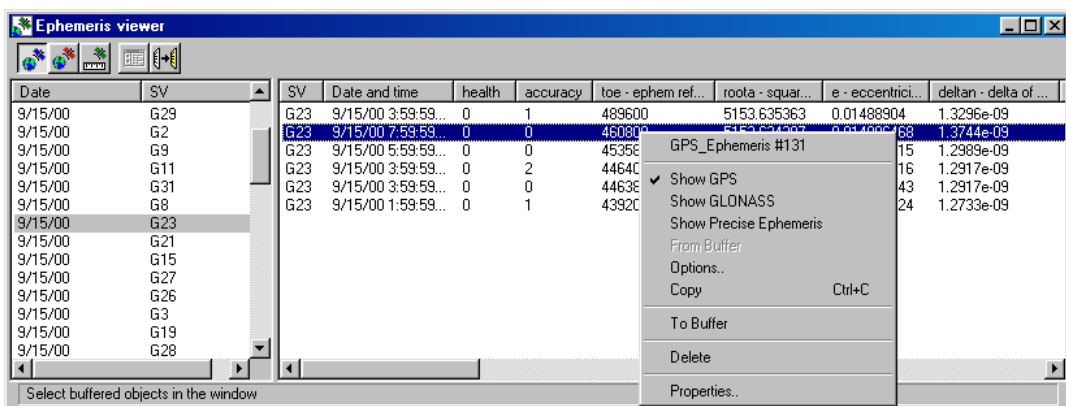 Ephemeris viewer
Date SV
9/15/00 G29
9/15/00 G2
9/15/00 G9
9/15/00 G11
9/15/00 G31
9/15/00 G8
9/15/00 G23
9/15/00 G21
9/15/00 G15
9/15/00 G27
9/15/00 G26
9/15/00 G3
9/15/00 G19
9/15/00 G28
SV Date and time health accuracy toe - ephem ref... roota - squar... e - eccentrici... deltan - delta of ...
G23 9/15/00 3:59:59... 0 1 489600 5153.635363 0.01488904 1.3296e-09
G23 9/15/00 7:59:59... 0 0 460800 1.3744e-09
G23 9/15/00 5:59:59... 0 0 45358 15 1.2989e-09
G23 9/15/00 3:59:59... 0 2 4464 16 1.2917e-09
G23 9/15/00 3:59:59... 0 0 44638 43 1.2917e-09
G23 9/15/00 1:59:59... 0 1 4392 24 1.2733e-09
GPS_Ephemeris #131
Show GPS
Show GLONASS
Show Precise Ephemeris
From Buffer
Options..
Copy Ctrl+C
To Buffer
Delete
Properties..
Select buffered objects in the window